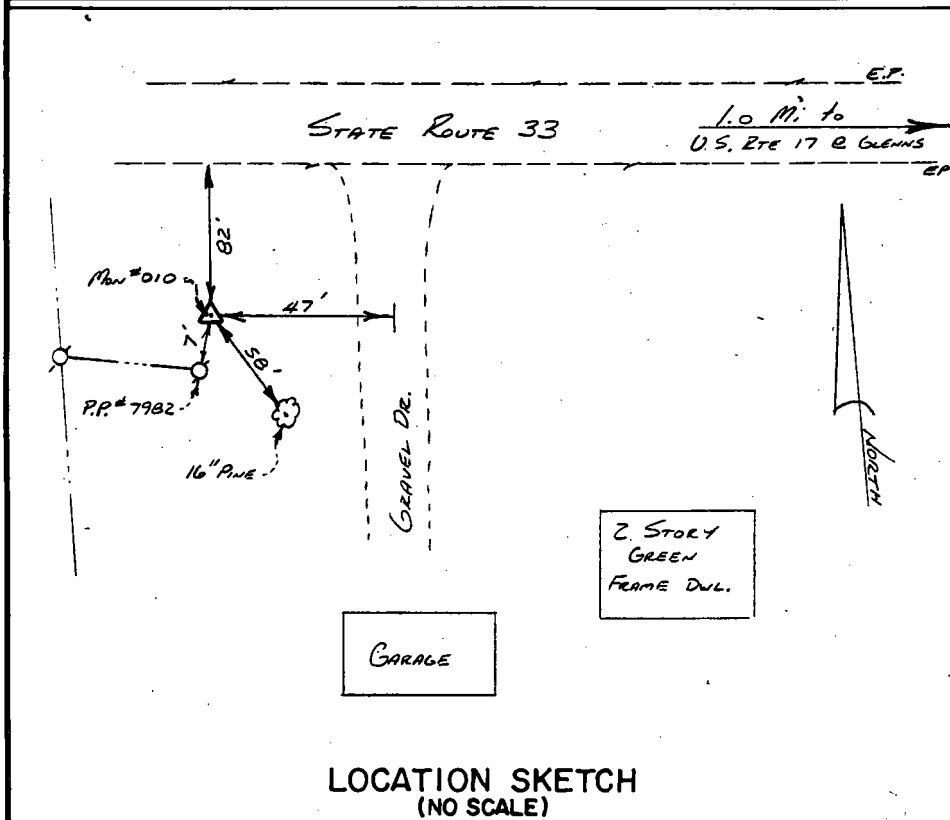 E.P.
STATE ROUTE 33
1.0 Mi to
U.S. RTE 17 @ GLENNS
EP
82'
MON #010
47'
7'
58'
P.P. #7982
16" PINE
GRAVEL DR.
NORTH
2 STORY
GREEN
FRAME DWL.
GARAGE
LOCATION SKETCH
(NO SCALE)